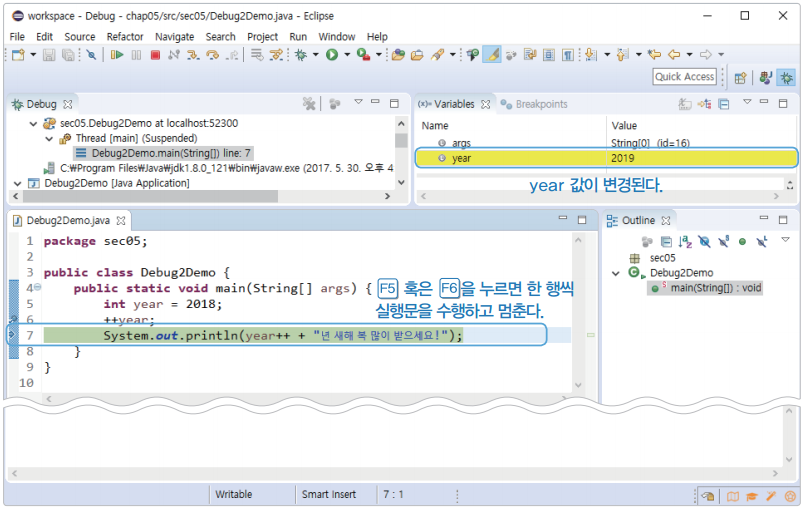 workspace - Debug - chap05/src/sec05/Debug2Demo.java - Eclipse
File Edit Source Refactor Navigate Search Project Run Window Help
Quick Access
Debug
sec05.Debug2Demo at localhost:52300
Thread [main] (Suspended)
Debug2Demo.main(String[]) line: 7
C:₩Program Files₩Java₩jdk1.8.0_121₩bin₩javaw.exe (2017. 5. 30. 오후 4
Debug2Demo [Java Application]
(x)= Variables Breakpoints
Name Value
args String[0] (id=16)
year 2019
year 값이 변경된다.
Debug2Demo.java
1 package sec05;
2
3 public class Debug2Demo {
4 public static void main(String[] args) {
5 int year = 2018;
6 ++year;
7 System.out.println(year++ + "년 새해 복 많이 받으세요!");
8 }
9 }
10
F5 혹은 F6을 누르면 한 행씩
실행문을 수행하고 멈춘다.
Outline
sec05
Debug2Demo
main(String[]) : void
Writable Smart Insert 7 : 1